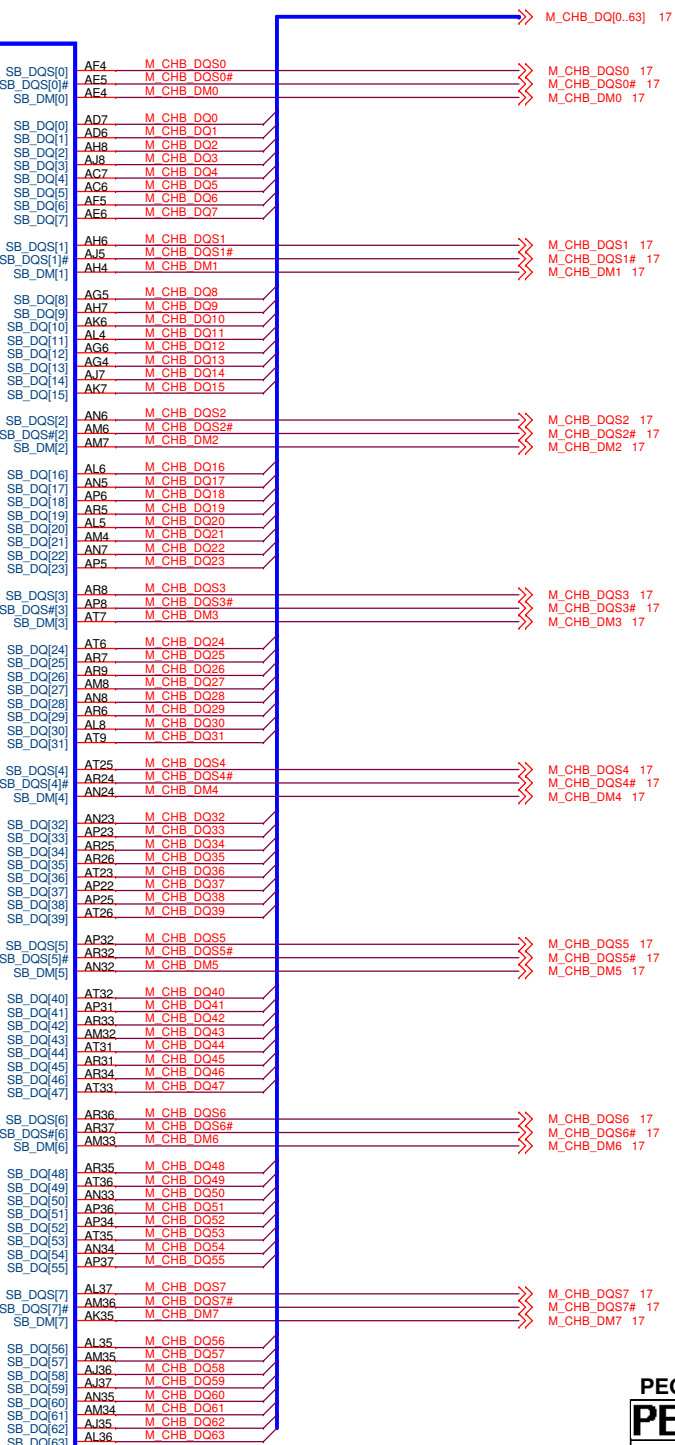 M_CHB_DQ[0..63] 17
SB_DQS[0] AF4 M_CHB_DQS0 M_CHB_DQS0 17
SB_DQS[0]# AE5 M_CHB_DQS0# M_CHB_DQS0# 17
SB_DM[0] AE4 M_CHB_DM0 M_CHB_DM0 17
SB_DQ[0] AD7 M_CHB_DQ0
SB_DQ[1] AD6 M_CHB_DQ1
SB_DQ[2] AH8 M_CHB_DQ2
SB_DQ[3] AJ8 M_CHB_DQ3
SB_DQ[4] AC7 M_CHB_DQ4
SB_DQ[5] AC6 M_CHB_DQ5
SB_DQ[6] AF5 M_CHB_DQ6
SB_DQ[7] AE6 M_CHB_DQ7
SB_DQS[1] AH6 M_CHB_DQS1 M_CHB_DQS1 17
SB_DQS[1]# AJ5 M_CHB_DQS1# M_CHB_DQS1# 17
SB_DM[1] AH4 M_CHB_DM1 M_CHB_DM1 17
SB_DQ[8] AG5 M_CHB_DQ8
SB_DQ[9] AH7 M_CHB_DQ9
SB_DQ[10] AK6 M_CHB_DQ10
SB_DQ[11] AL4 M_CHB_DQ11
SB_DQ[12] AG6 M_CHB_DQ12
SB_DQ[13] AG4 M_CHB_DQ13
SB_DQ[14] AJ7 M_CHB_DQ14
SB_DQ[15] AK7 M_CHB_DQ15
SB_DQS[2] AN6 M_CHB_DQS2 M_CHB_DQS2 17
SB_DQS#[2] AM6 M_CHB_DQS2# M_CHB_DQS2# 17
SB_DM[2] AM7 M_CHB_DM2 M_CHB_DM2 17
SB_DQ[16] AL6 M_CHB_DQ16
SB_DQ[17] AN5 M_CHB_DQ17
SB_DQ[18] AP6 M_CHB_DQ18
SB_DQ[19] AR5 M_CHB_DQ19
SB_DQ[20] AL5 M_CHB_DQ20
SB_DQ[21] AM4 M_CHB_DQ21
SB_DQ[22] AN7 M_CHB_DQ22
SB_DQ[23] AP5 M_CHB_DQ23
SB_DQS[3] AR8 M_CHB_DQS3 M_CHB_DQS3 17
SB_DQS#[3] AP8 M_CHB_DQS3# M_CHB_DQS3# 17
SB_DM[3] AT7 M_CHB_DM3 M_CHB_DM3 17
SB_DQ[24] AT6 M_CHB_DQ24
SB_DQ[25] AR7 M_CHB_DQ25
SB_DQ[26] AR9 M_CHB_DQ26
SB_DQ[27] AM8 M_CHB_DQ27
SB_DQ[28] AN8 M_CHB_DQ28
SB_DQ[29] AR6 M_CHB_DQ29
SB_DQ[30] AL8 M_CHB_DQ30
SB_DQ[31] AT9 M_CHB_DQ31
SB_DQS[4] AT25 M_CHB_DQS4 M_CHB_DQS4 17
SB_DQS[4]# AR24 M_CHB_DQS4# M_CHB_DQS4# 17
SB_DM[4] AN24 M_CHB_DM4 M_CHB_DM4 17
SB_DQ[32] AN23 M_CHB_DQ32
SB_DQ[33] AP23 M_CHB_DQ33
SB_DQ[34] AR25 M_CHB_DQ34
SB_DQ[35] AR26 M_CHB_DQ35
SB_DQ[36] AT23 M_CHB_DQ36
SB_DQ[37] AP22 M_CHB_DQ37
SB_DQ[38] AP25 M_CHB_DQ38
SB_DQ[39] AT26 M_CHB_DQ39
SB_DQS[5] AP32 M_CHB_DQS5 M_CHB_DQS5 17
SB_DQS[5]# AR32 M_CHB_DQS5# M_CHB_DQS5# 17
SB_DM[5] AN32 M_CHB_DM5 M_CHB_DM5 17
SB_DQ[40] AT32 M_CHB_DQ40
SB_DQ[41] AP31 M_CHB_DQ41
SB_DQ[42] AR33 M_CHB_DQ42
SB_DQ[43] AM32 M_CHB_DQ43
SB_DQ[44] AT31 M_CHB_DQ44
SB_DQ[45] AR31 M_CHB_DQ45
SB_DQ[46] AR34 M_CHB_DQ46
SB_DQ[47] AT33 M_CHB_DQ47
SB_DQS[6] AR36 M_CHB_DQS6 M_CHB_DQS6 17
SB_DQS#[6] AR37 M_CHB_DQS6# M_CHB_DQS6# 17
SB_DM[6] AM33 M_CHB_DM6 M_CHB_DM6 17
SB_DQ[48] AR35 M_CHB_DQ48
SB_DQ[49] AT36 M_CHB_DQ49
SB_DQ[50] AN33 M_CHB_DQ50
SB_DQ[51] AP36 M_CHB_DQ51
SB_DQ[52] AP34 M_CHB_DQ52
SB_DQ[53] AT35 M_CHB_DQ53
SB_DQ[54] AN34 M_CHB_DQ54
SB_DQ[55] AP37 M_CHB_DQ55
SB_DQS[7] AL37 M_CHB_DQS7 M_CHB_DQS7 17
SB_DQS[7]# AM36 M_CHB_DQS7# M_CHB_DQS7# 17
SB_DM[7] AK35 M_CHB_DM7 M_CHB_DM7 17
SB_DQ[56] AL35 M_CHB_DQ56
SB_DQ[57] AM35 M_CHB_DQ57
SB_DQ[58] AJ36 M_CHB_DQ58
SB_DQ[59] AJ37 M_CHB_DQ59
SB_DQ[60] AN35 M_CHB_DQ60
SB_DQ[61] AM34 M_CHB_DQ61
SB_DQ[62] AJ35 M_CHB_DQ62
SB_DQ[63] AL36 M_CHB_DQ63